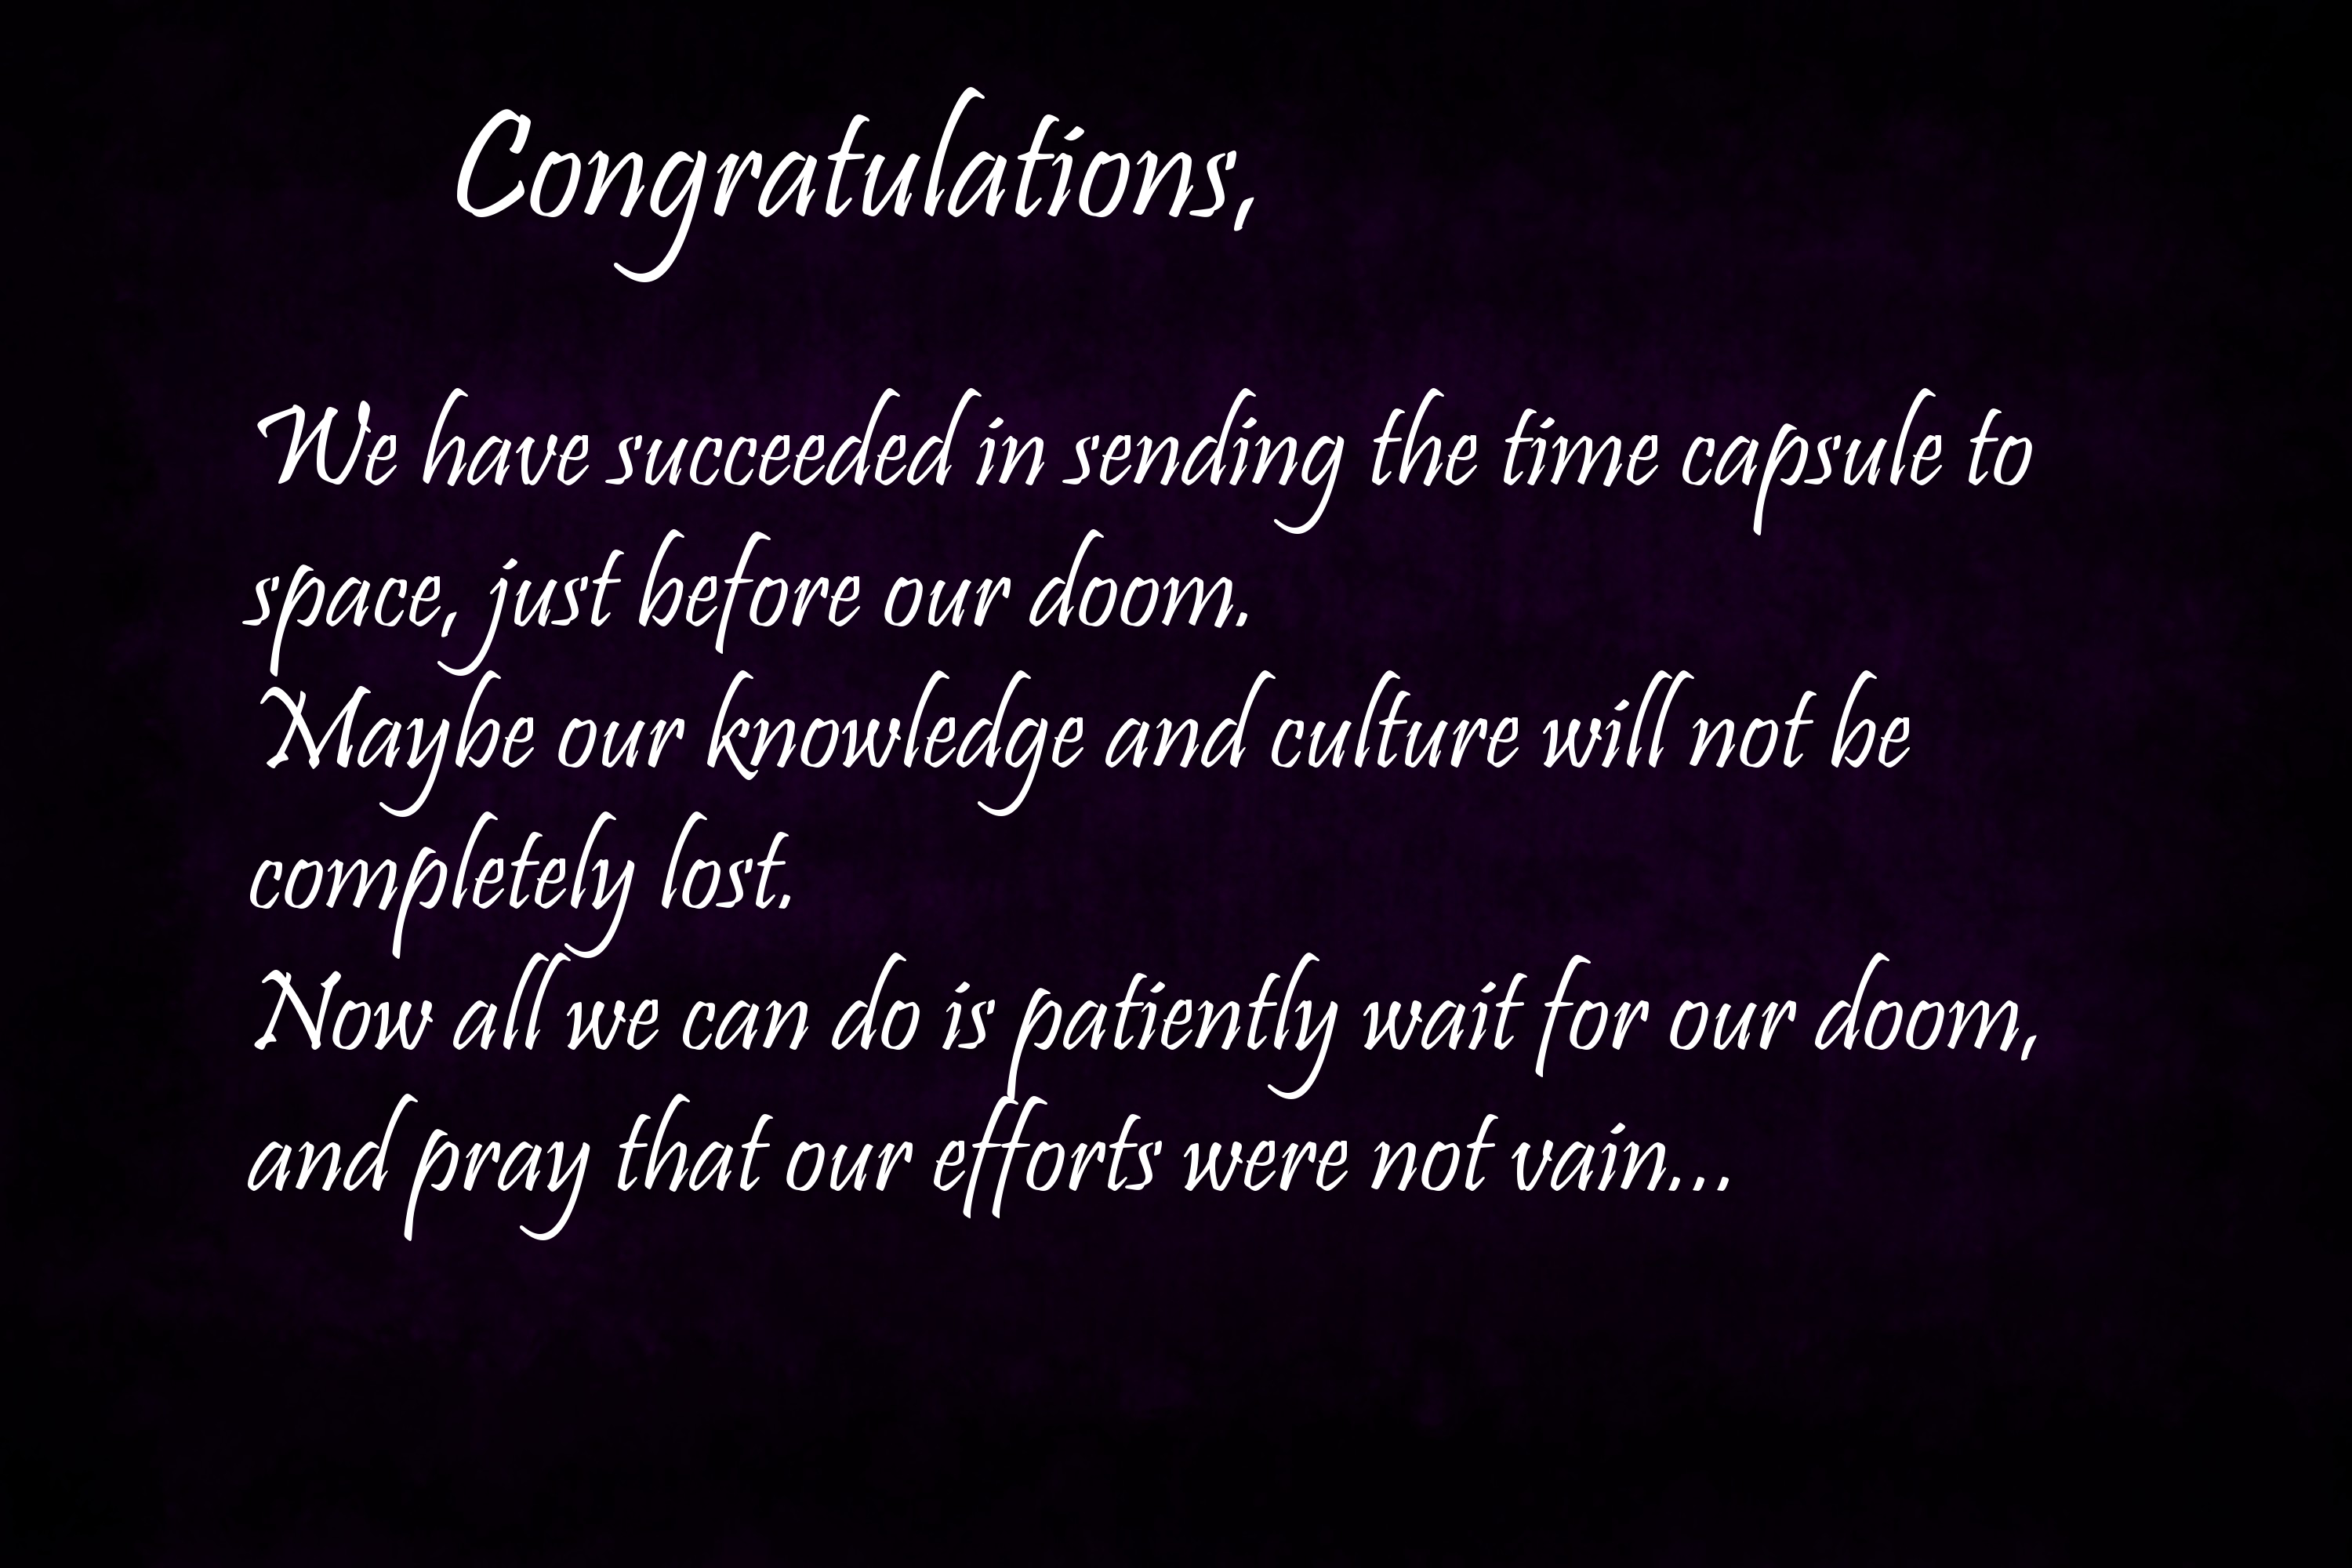 Congratulations,
We have succeeded in sending the time capsule to
space, just before our doom.
Maybe our knowledge and culture will not be
completely lost.
Now all we can do is patiently wait for our doom,
and pray that our efforts were not vain...